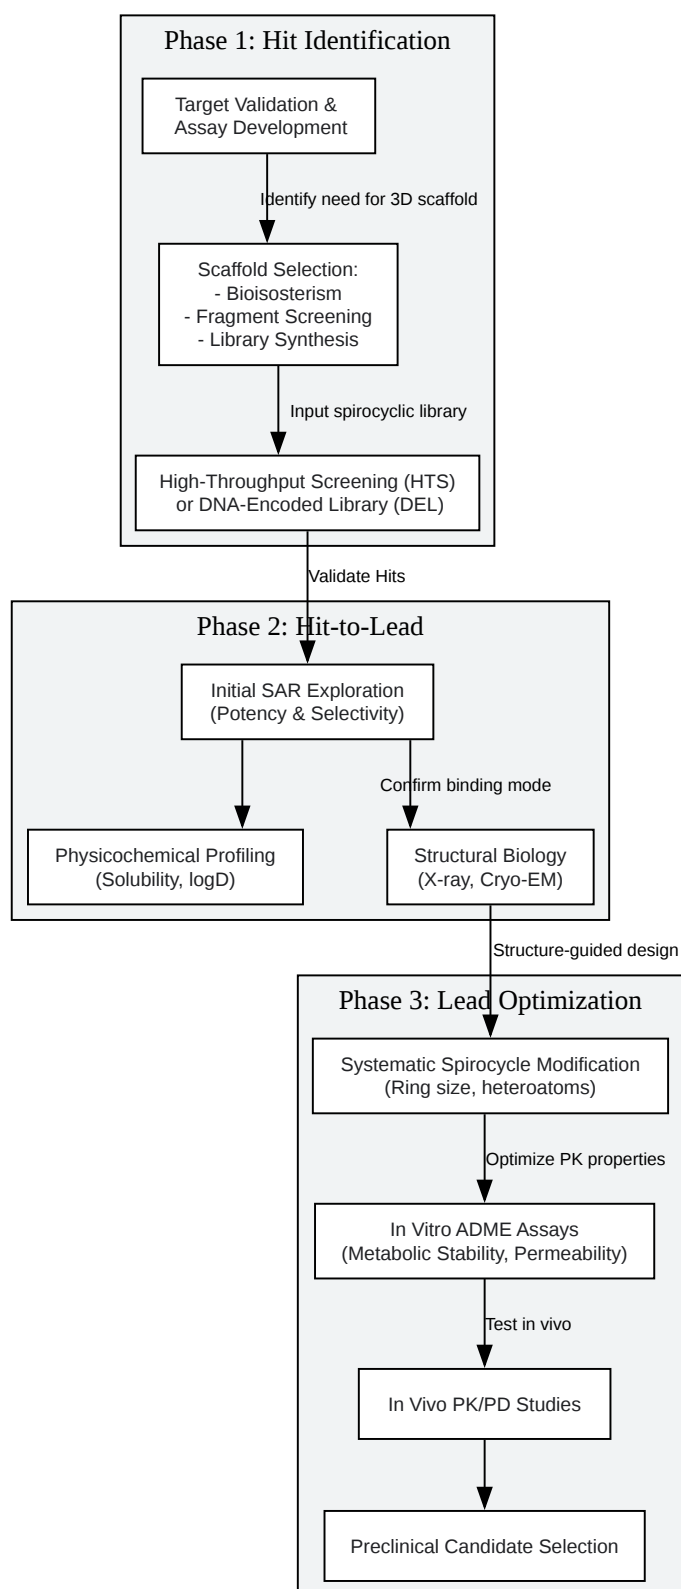 Phase 1: Hit Identification
Target Validation &
Assay Development
Identify need for 3D scaffold
Scaffold Selection:
- Bioisosterism
- Fragment Screening
- Library Synthesis
Input spirocyclic library
High-Throughput Screening (HTS)
or DNA-Encoded Library (DEL)
Validate Hits
Phase 2: Hit-to-Lead
Initial SAR Exploration
(Potency & Selectivity)
Confirm binding mode
Physicochemical Profiling
(Solubility, logD)
Structural Biology
(X-ray, Cryo-EM)
Structure-guided design
Phase 3: Lead Optimization
Systematic Spirocycle Modification
(Ring size, heteroatoms)
Optimize PK properties
In Vitro ADME Assays
(Metabolic Stability, Permeability)
Test in vivo
In Vivo PK/PD Studies
Preclinical Candidate Selection